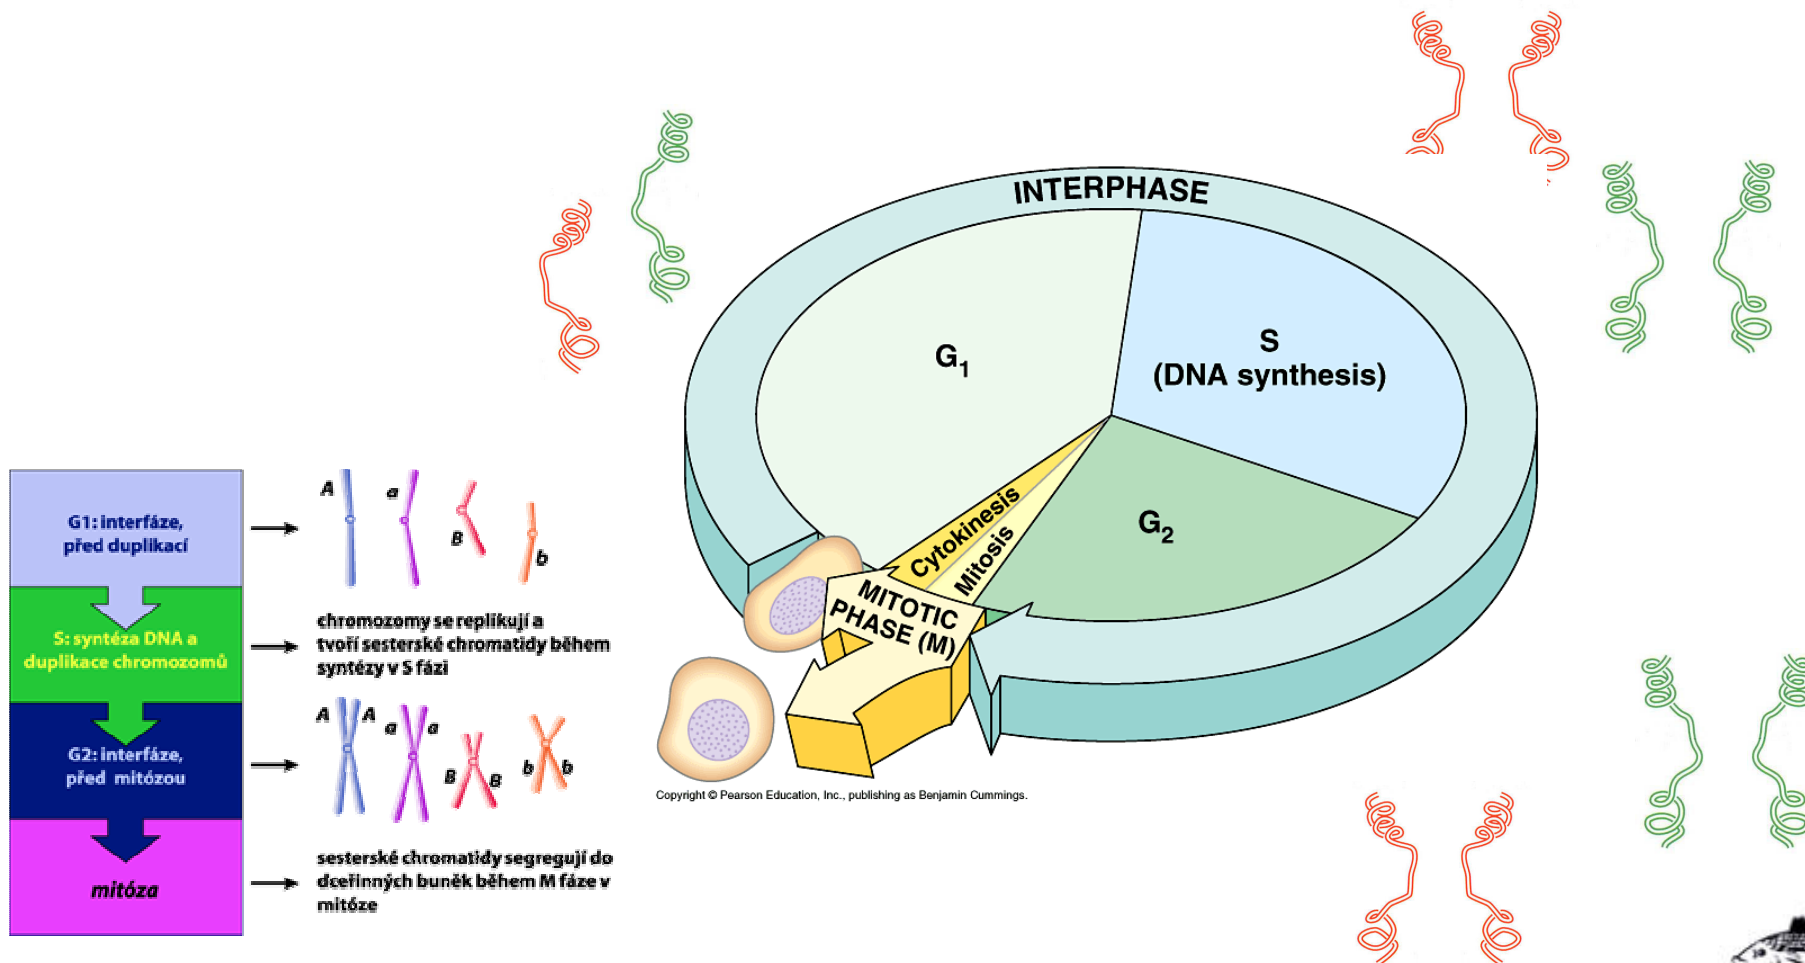 G1: interfáze,
před duplikací
S: syntéza DNA a
duplikace chromozomů
G2: interfáze,
před mitózou
mitóza
A
a
B
b
chromozomy se replikují a
tvoří sesterské chromatidy během
syntézy v S fázi
A A
a a
B B
b b
sesterské chromatidy segregují do
dceřinných buněk během M fáze v
mitóze
INTERPHASE
G1
S
(DNA synthesis)
G2
Cytokinesis
Mitosis
MITOTIC
PHASE (M)
Copyright © Pearson Education, Inc., publishing as Benjamin Cummings.